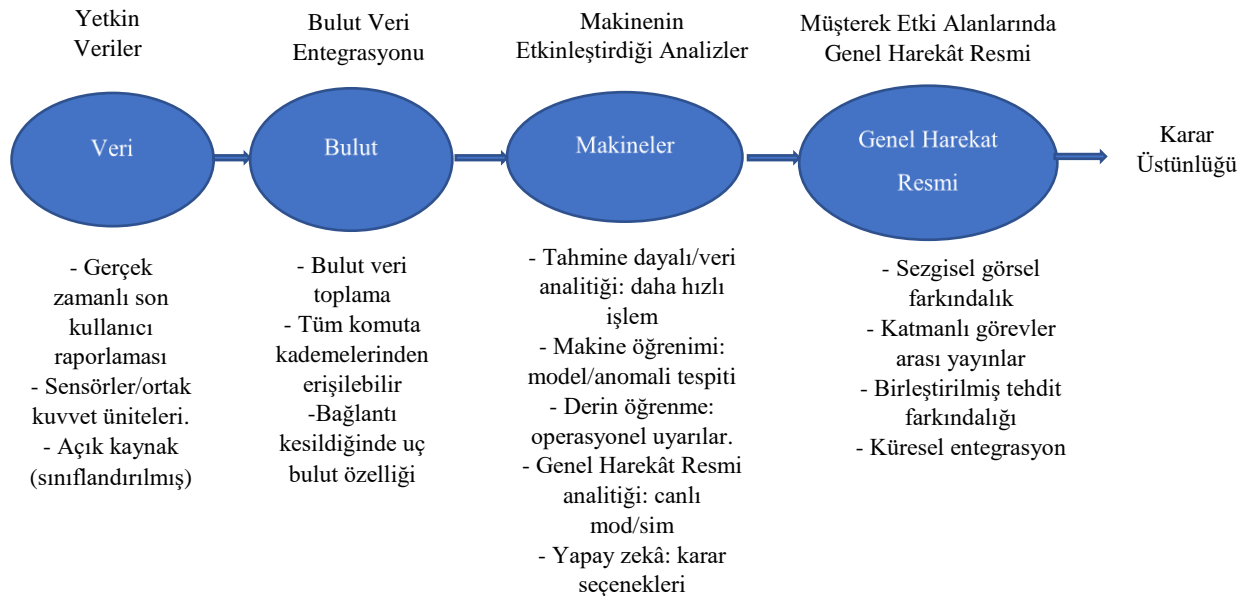 Yetkin
Veriler
Bulut Veri
Entegrasyonu
Makinenin
Etkinleştirdiği Analizler
Müşterek Etki Alanlarında
Genel Harekât Resmi
Veri
Bulut
Makineler
Genel Harekat
Resmi
Karar
Üstünlüğü
- Gerçek
zamanlı son
kullanıcı
raporlaması
- Sensörler/ortak
kuvvet üniteleri.
- Açık kaynak
(sınıflandırılmış)
- Bulut veri
toplama
- Tüm komuta
kademelerinden
erişilebilir
-Bağlantı
kesildiğinde uç
bulut özelliği
- Tahmine dayalı/veri
analitiği: daha hızlı
işlem
- Makine öğrenimi:
model/anomali tespiti
- Derin öğrenme:
operasyonel uyarılar.
- Genel Harekât Resmi
analitiği: canlı
mod/sim
- Yapay zekâ: karar
seçenekleri
- Sezgisel görsel
farkındalık
- Katmanlı görevler
arası yayınlar
- Birleştirilmiş tehdit
farkındalığı
- Küresel entegrasyon